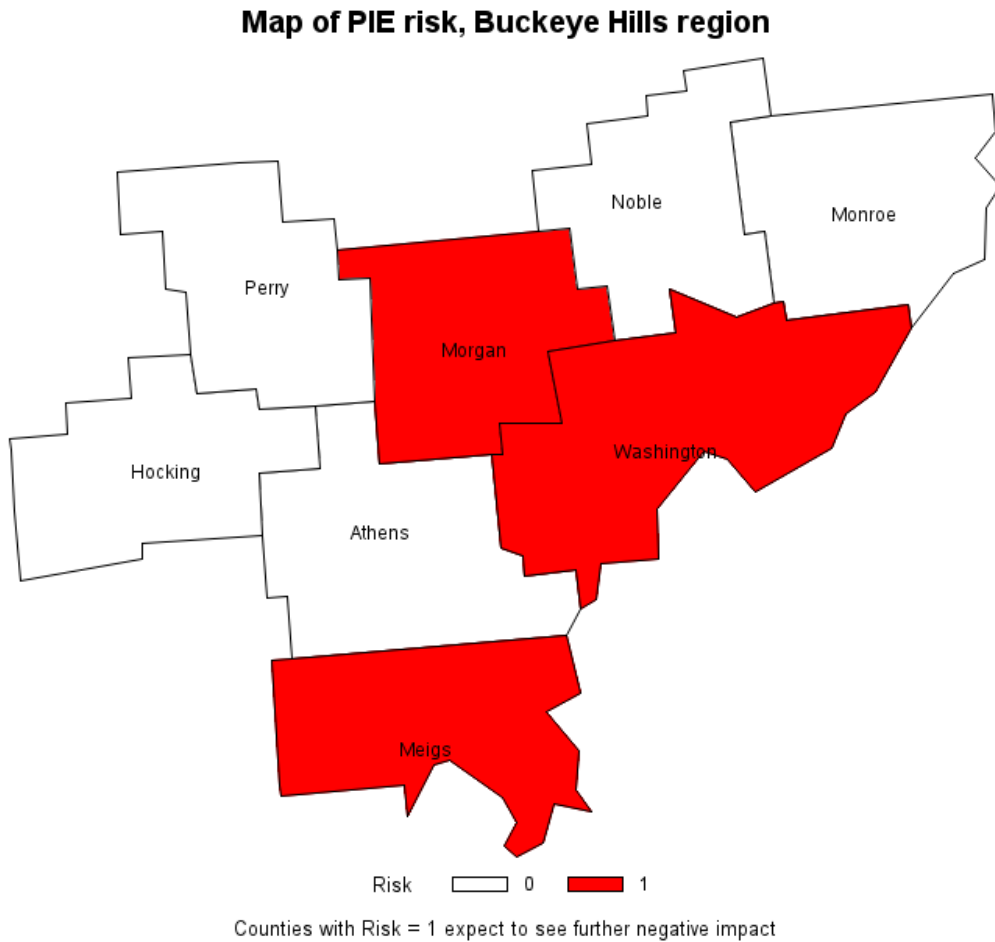 Map of PIE risk, Buckeye Hills region
Noble
Monroe
Perry
Morgan
Washington
Hocking
Athens
Meigs
Risk 0 1
Counties with Risk = 1 expect to see further negative impact